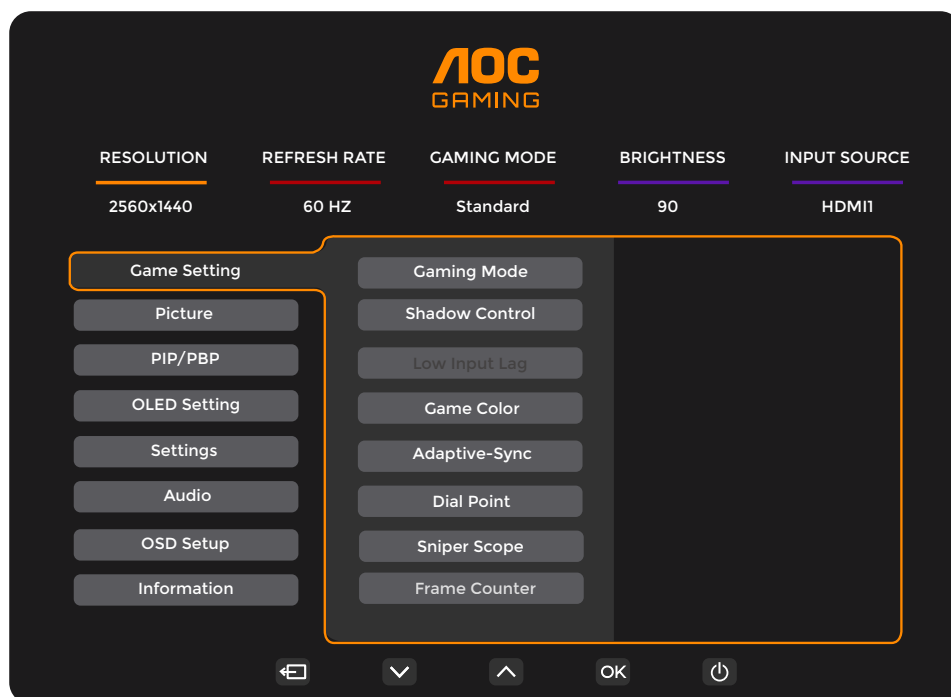 AOC
GAMING
RESOLUTION REFRESH RATE GAMING MODE BRIGHTNESS INPUT SOURCE
2560x1440 60 HZ Standard 90 HDMI1
Game Setting
Picture
PIP/PBP
OLED Setting
Settings
Audio
OSD Setup
Information
Gaming Mode
Shadow Control
Low Input Lag
Game Color
Adaptive-Sync
Dial Point
Sniper Scope
Frame Counter
OK